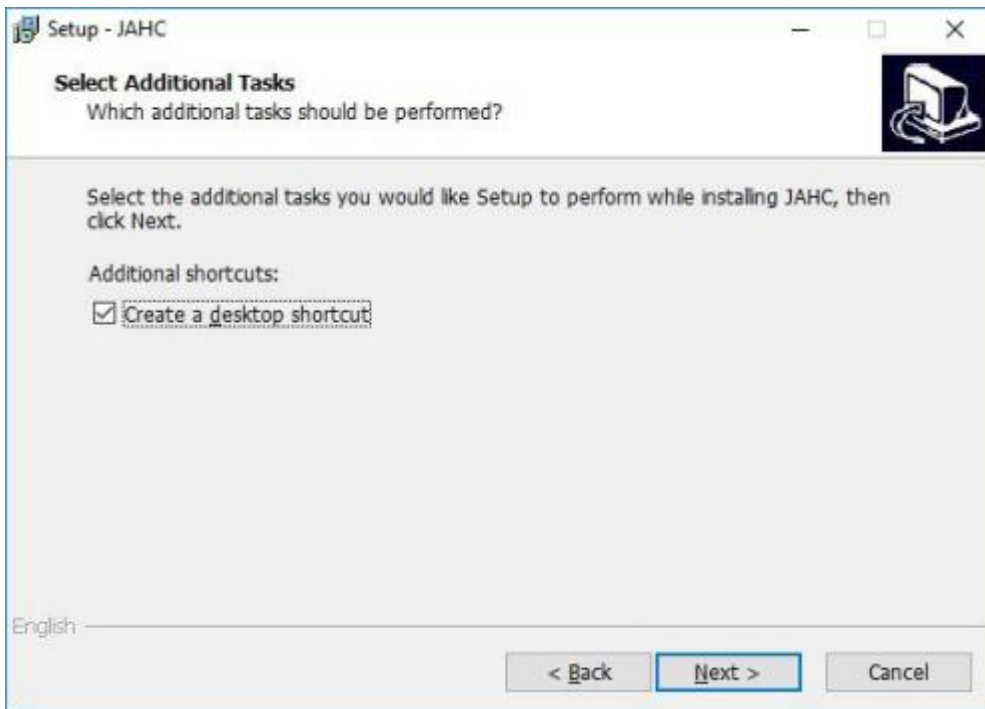 Setup - JAHC
Select Additional Tasks
Which additional tasks should be performed?
Select the additional tasks you would like Setup to perform while installing JAHC, then
click Next.
Additional shortcuts:
Create a desktop shortcut
English
< Back Next > Cancel